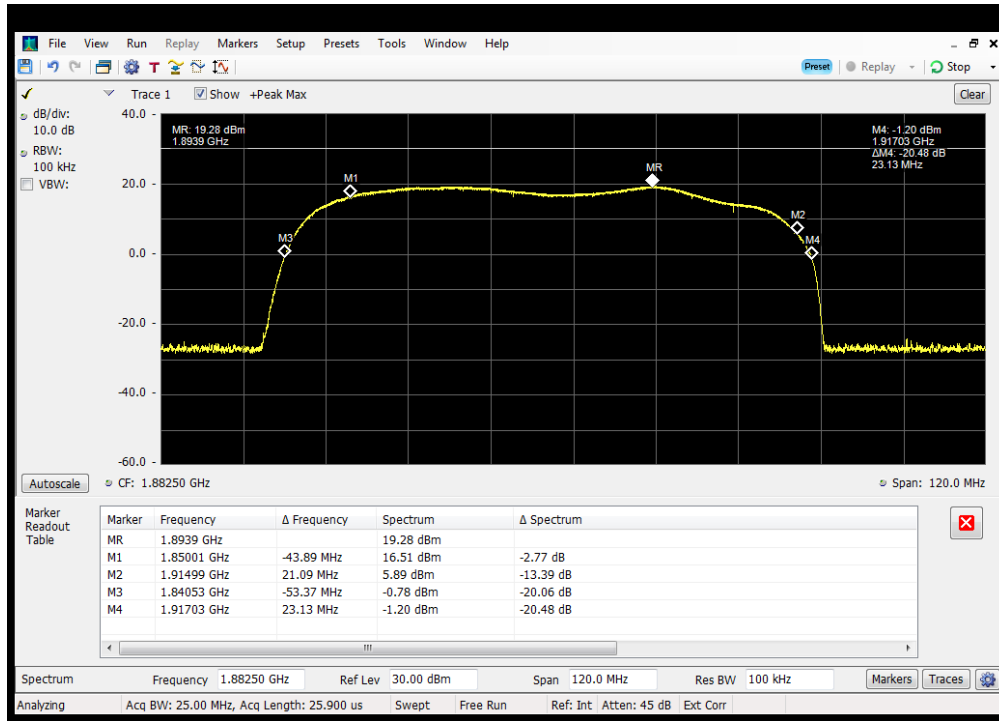 File View Run Replay Markers Setup Presets Tools Window Help
T Preset Replay Stop
Trace 1 Show +Peak Max Clear
dB/div:
10.0 dB
RBW:
100 kHz
VBW:
40.0
20.0
0.0
-20.0
-40.0
-60.0
MR: 19.28 dBm
1.8939 GHz
M4: -1.20 dBm
1.91703 GHz
ΔM4: -20.48 dB
23.13 MHz
M1
MR
M2
M3
M4
Autoscale CF: 1.88250 GHz Span: 120.0 MHz
Marker
Readout
Table
Marker Frequency Δ Frequency Spectrum Δ Spectrum
MR 1.8939 GHz 19.28 dBm
M1 1.85001 GHz -43.89 MHz 16.51 dBm -2.77 dB
M2 1.91499 GHz 21.09 MHz 5.89 dBm -13.39 dB
M3 1.84053 GHz -53.37 MHz -0.78 dBm -20.06 dB
M4 1.91703 GHz 23.13 MHz -1.20 dBm -20.48 dB
Spectrum Frequency 1.88250 GHz Ref Lev 30.00 dBm Span 120.0 MHz Res BW 100 kHz Markers Traces
Analyzing Acq BW: 25.00 MHz, Acq Length: 25.900 us Swept Free Run Ref: Int Atten: 45 dB Ext Corr